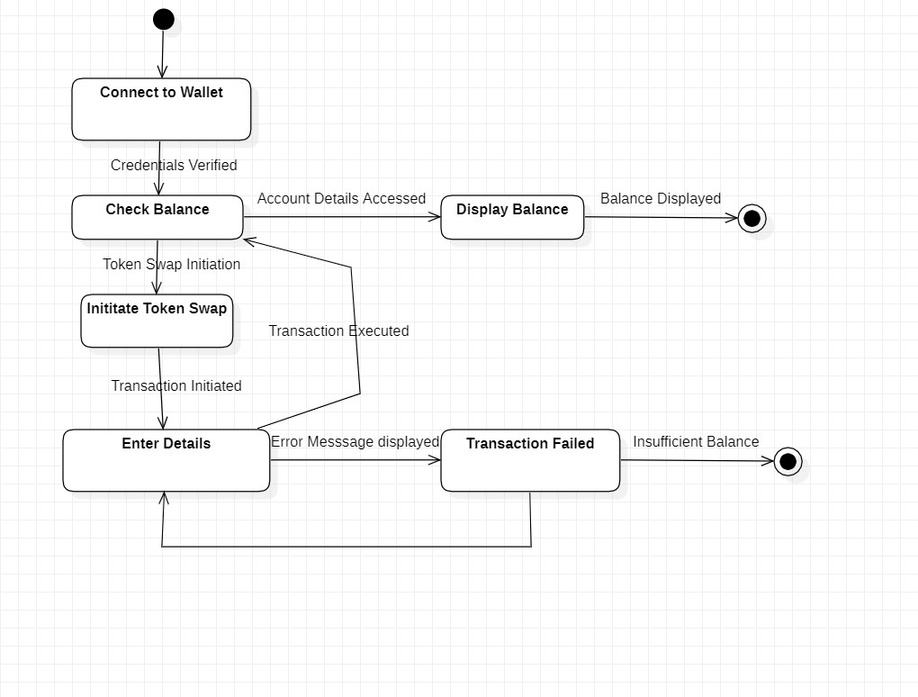 Connect to Wallet
Credentials Verified
Check Balance
Account Details Accessed
Display Balance
Balance Displayed
Token Swap Initiation
Inititate Token Swap
Transaction Executed
Transaction Initiated
Enter Details
Error Messsage displayed
Transaction Failed
Insufficient Balance